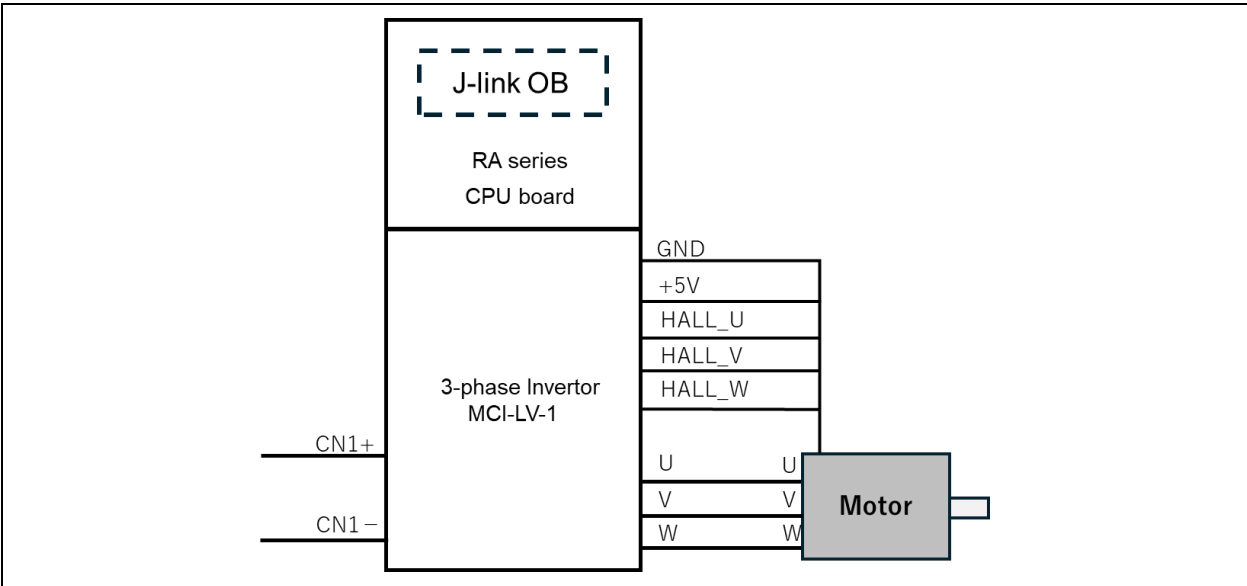 J-link OB
RA series
CPU board
GND
+5V
HALL_U
HALL_V
HALL_W
3-phase Invertor
MCI-LV-1
CN1+
CN1−
U U
V V
W W
Motor